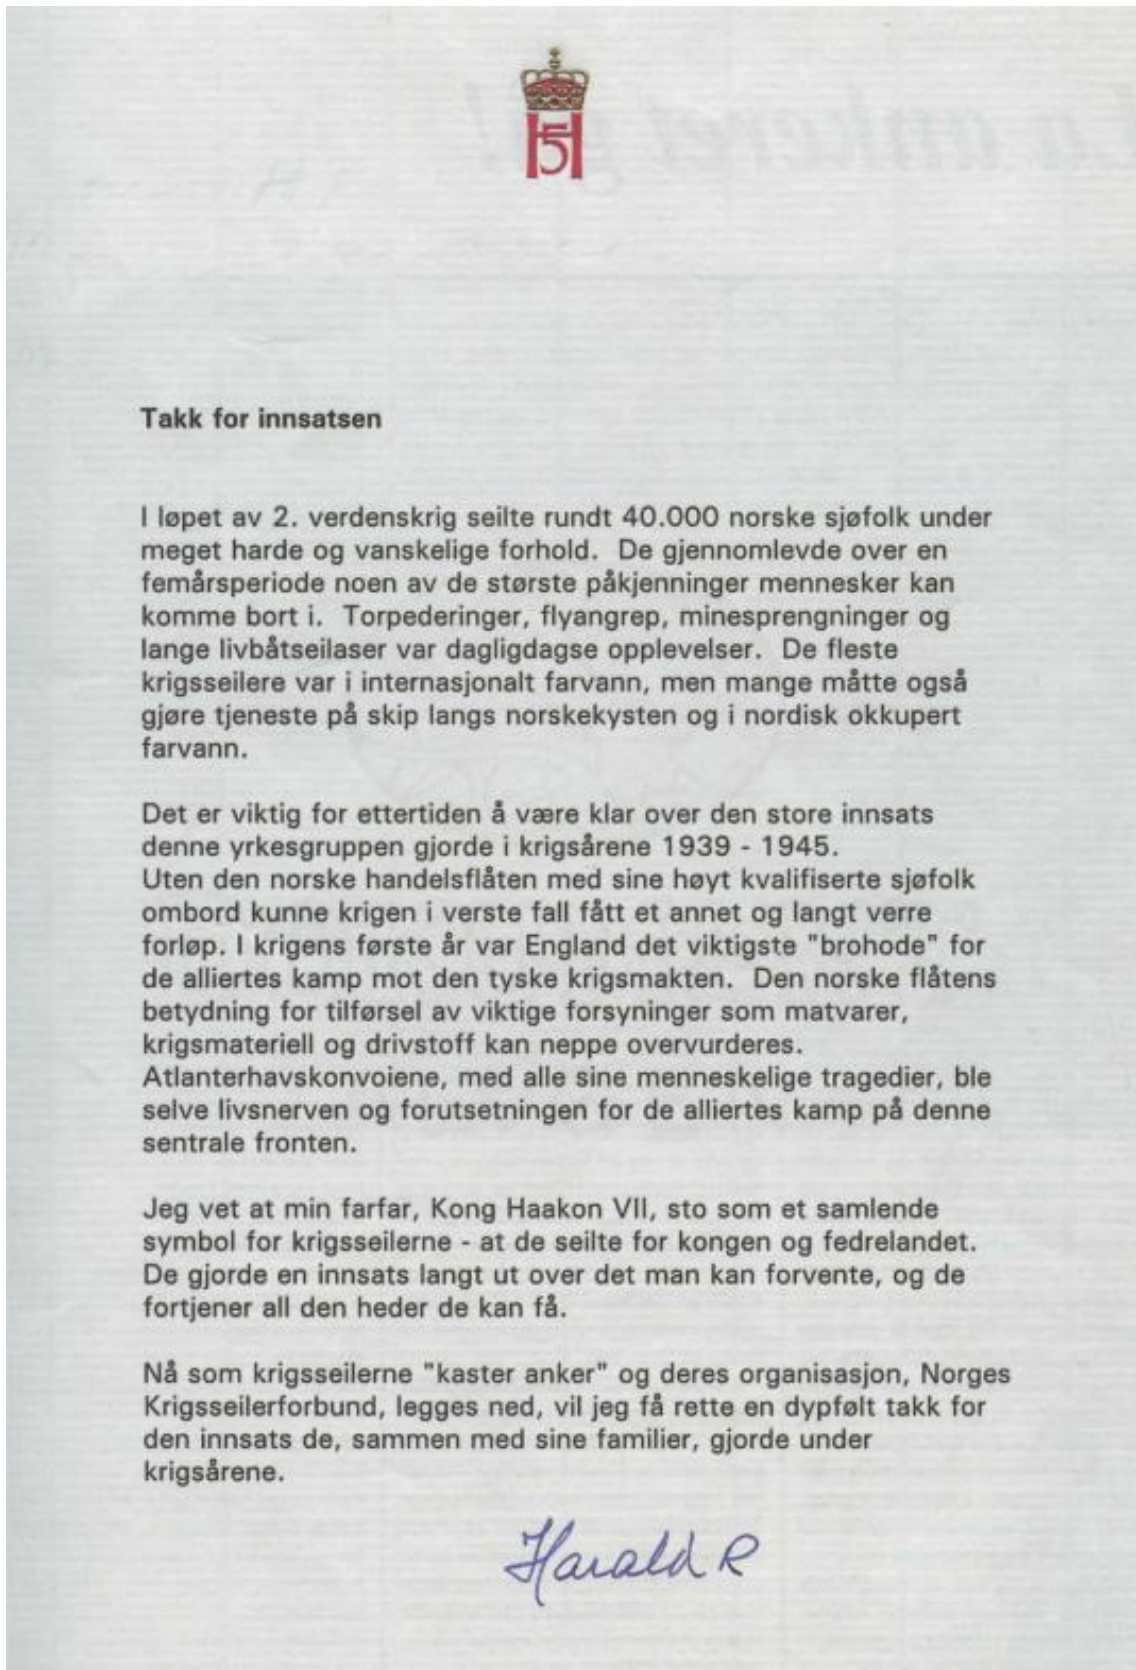 H5
Takk for innsatsen
I løpet av 2. verdenskrig seilte rundt 40.000 norske sjøfolk under
meget harde og vanskelige forhold. De gjennomlevde over en
femårsperiode noen av de største påkjenninger mennesker kan
komme bort i. Torpederinger, flyangrep, minesprengninger og
lange livbåtseilaser var dagligdagse opplevelser. De fleste
krigsseilere var i internasjonalt farvann, men mange måtte også
gjøre tjeneste på skip langs norskekysten og i nordisk okkupert
farvann.
Det er viktig for ettertiden å være klar over den store innsats
denne yrkesgruppen gjorde i krigsårene 1939 - 1945.
Uten den norske handelsflåten med sine høyt kvalifiserte sjøfolk
ombord kunne krigen i verste fall fått et annet og langt verre
forløp. I krigens første år var England det viktigste "brohode" for
de alliertes kamp mot den tyske krigsmakten. Den norske flåtens
betydning for tilførsel av viktige forsyninger som matvarer,
krigsmateriell og drivstoff kan neppe overvurderes.
Atlanterhavskonvoiene, med alle sine menneskelige tragedier, ble
selve livsnerven og forutsetningen for de alliertes kamp på denne
sentrale fronten.
Jeg vet at min farfar, Kong Haakon VII, sto som et samlende
symbol for krigsseilerne - at de seilte for kongen og fedrelandet.
De gjorde en innsats langt ut over det man kan forvente, og de
fortjener all den heder de kan få.
Nå som krigsseilerne "kaster anker" og deres organisasjon, Norges
Krigsseilerforbund, legges ned, vil jeg få rette en dypfølt takk for
den innsats de, sammen med sine familier, gjorde under
krigsårene.
Harald R